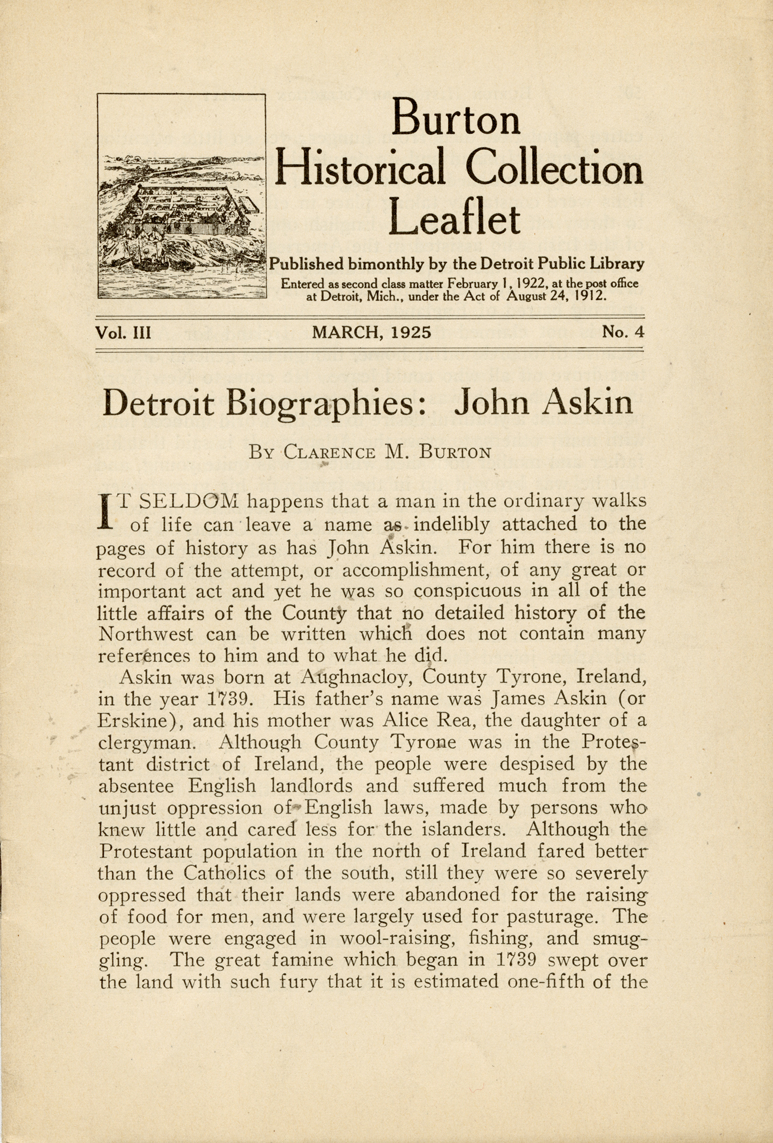 Burton
Historical Collection
Leaflet
Published bimonthly by the Detroit Public Library
Entered as second class matter February 1, 1922, at the post office
at Detroit, Mich., under the Act of August 24, 1912.
Vol. III MARCH, 1925 No. 4
Detroit Biographies: John Askin
By Clarence M. Burton
IT SELDOM happens that a man in the ordinary walks
of life can leave a name as indelibly attached to the
pages of history as has John Askin. For him there is no
record of the attempt, or accomplishment, of any great or
important act and yet he was so conspicuous in all of the
little affairs of the County that no detailed history of the
Northwest can be written which does not contain many
references to him and to what he did.
Askin was born at Aughnacloy, County Tyrone, Ireland,
in the year 1739. His father's name was James Askin (or
Erskine), and his mother was Alice Rea, the daughter of a
clergyman. Although County Tyrone was in the Protes-
tant district of Ireland, the people were despised by the
absentee English landlords and suffered much from the
unjust oppression of English laws, made by persons who
knew little and cared less for the islanders. Although the
Protestant population in the north of Ireland fared better
than the Catholics of the south, still they were so severely
oppressed that their lands were abandoned for the raising
of food for men, and were largely used for pasturage. The
people were engaged in wool-raising, fishing, and smug-
gling. The great famine which began in 1739 swept over
the land with such fury that it is estimated one-fifth of the